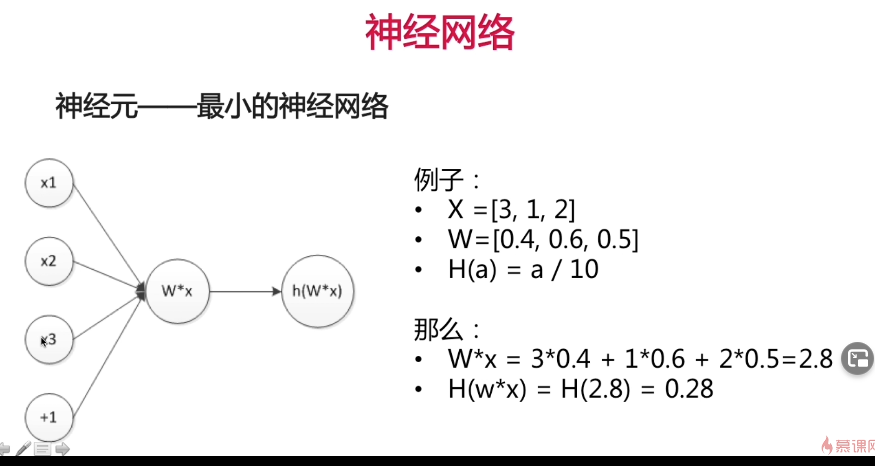 神经网络
神经元——最小的神经网络
x1
x2
x3
+1
W*x
h(W*x)
例子：
• X =[3, 1, 2]
• W=[0.4, 0.6, 0.5]
• H(a) = a / 10
那么：
• W*x = 3*0.4 + 1*0.6 + 2*0.5=2.8
• H(w*x) = H(2.8) = 0.28
慕课网